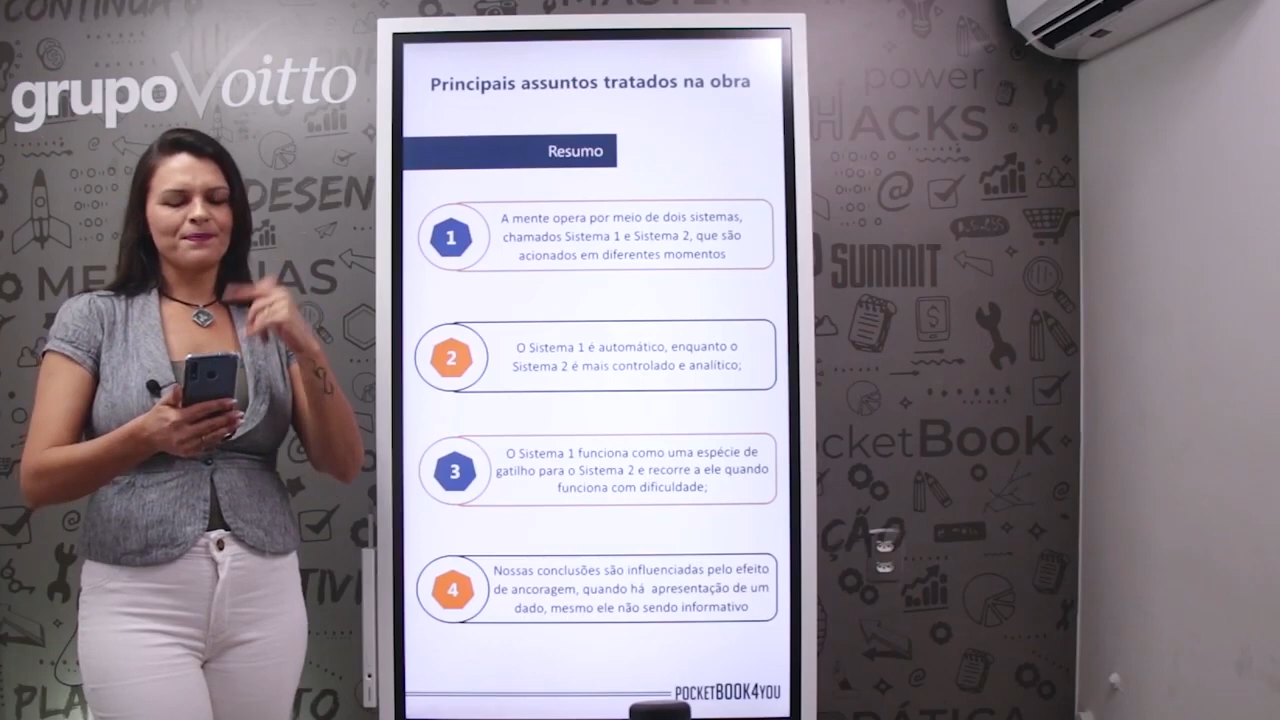 CONTINUA
grupo Voitto
DESEN
SUMMIT
power
HACKS
PocketBook
Principais assuntos tratados na obra
Resumo
1
A mente opera por meio de dois sistemas,
chamados Sistema 1 e Sistema 2, que são
acionados em diferentes momentos
2
O Sistema 1 é automático, enquanto o
Sistema 2 é mais controlado e analítico;
3
O Sistema 1 funciona como uma espécie de
gatilho para o Sistema 2 e recorre a ele quando
funciona com dificuldade;
4
Nossas conclusões são influenciadas pelo efeito
de ancoragem, quando há apresentação de um
dado, mesmo ele não sendo informativo
POCKETBOOK4YOU